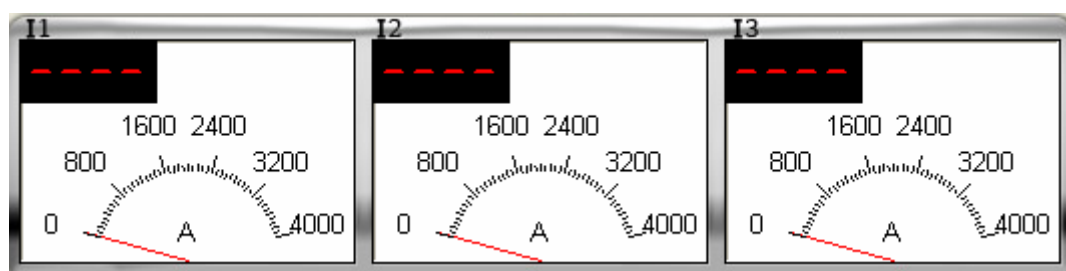 I1 I2 I3
---- ---- ----
1600 2400 1600 2400 1600 2400
800 3200 800 3200 800 3200
0 A 4000 0 A 4000 0 A 4000